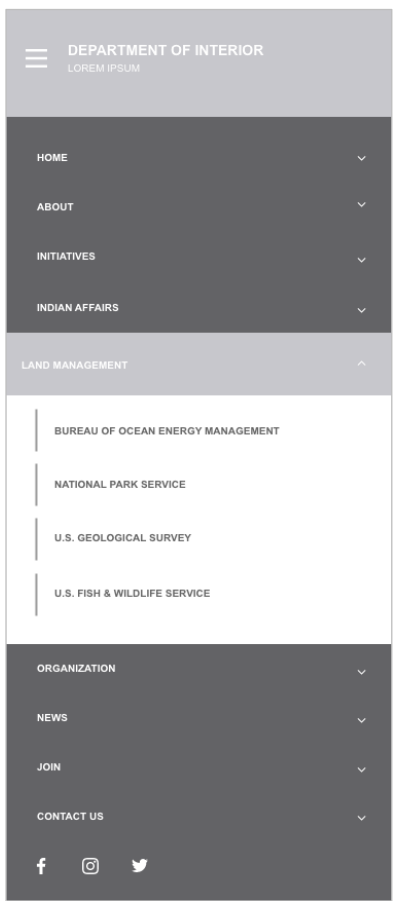 DEPARTMENT OF INTERIOR
LOREM IPSUM
HOME
ABOUT
INITIATIVES
INDIAN AFFAIRS
LAND MANAGEMENT
BUREAU OF OCEAN ENERGY MANAGEMENT
NATIONAL PARK SERVICE
U.S. GEOLOGICAL SURVEY
U.S. FISH & WILDLIFE SERVICE
ORGANIZATION
NEWS
JOIN
CONTACT US